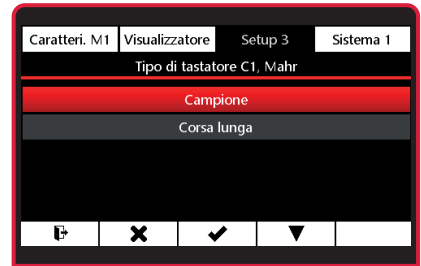 Caratteri. M1 Visualizzatore Setup 3 Sistema 1
Tipo di tastatore C1, Mahr
Campione
Corsa lunga